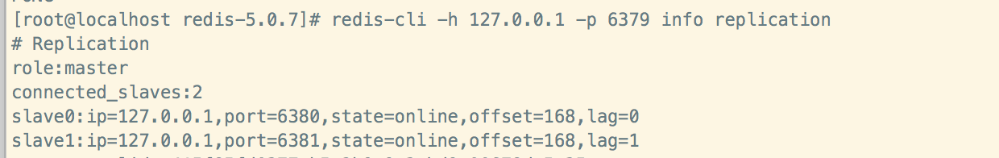 [root@localhost redis-5.0.7]# redis-cli -h 127.0.0.1 -p 6379 info replication
# Replication
role:master
connected_slaves:2
slave0:ip=127.0.0.1,port=6380,state=online,offset=168,lag=0
slave1:ip=127.0.0.1,port=6381,state=online,offset=168,lag=1